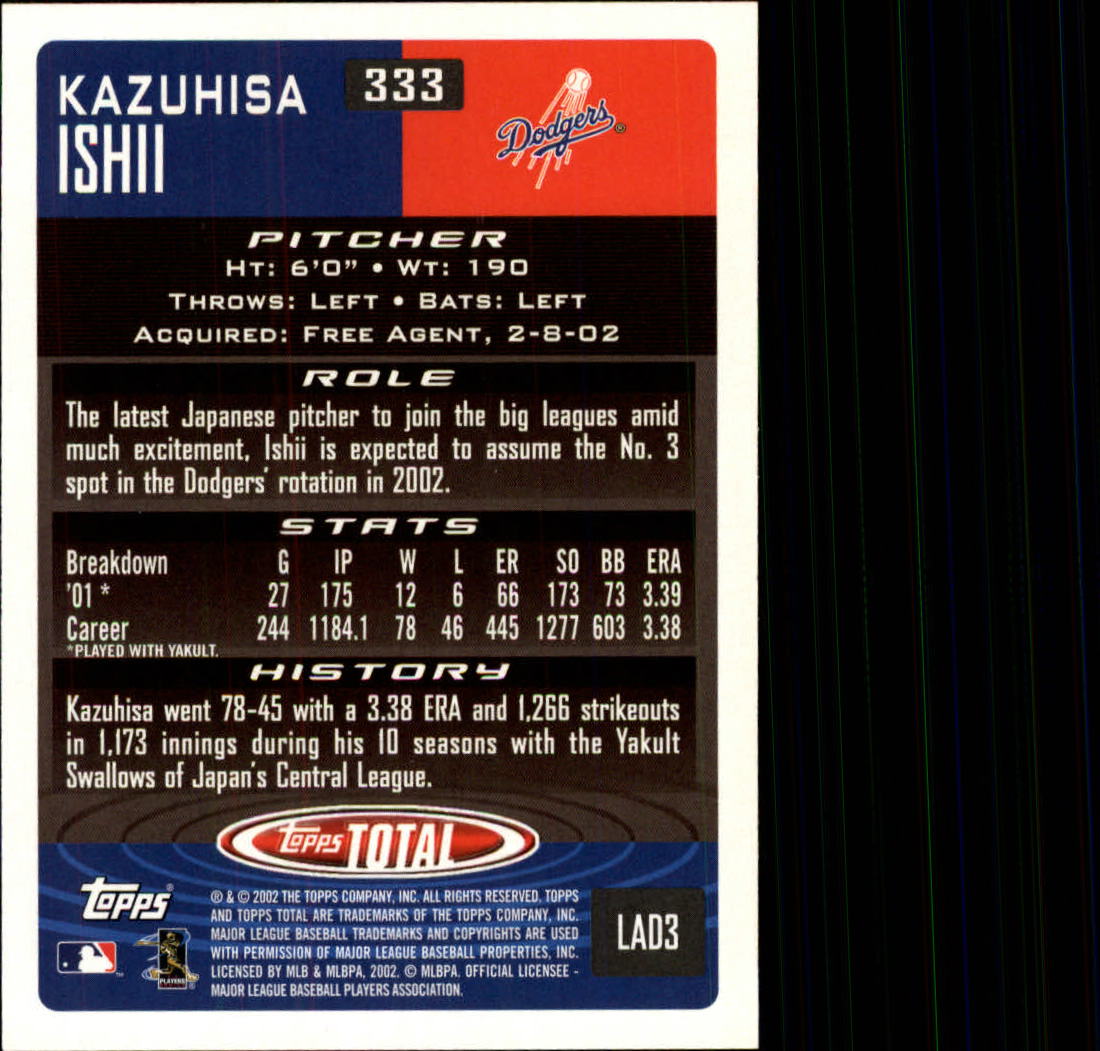 KAZUHISA
ISHII
333
Dodgers®
PITCHER
HT: 6'0" • WT: 190
THROWS: LEFT • BATS: LEFT
ACQUIRED: FREE AGENT, 2-8-02
ROLE
The latest Japanese pitcher to join the big leagues amid
much excitement, Ishii is expected to assume the No. 3
spot in the Dodgers' rotation in 2002.
STATS
Breakdown G IP W L ER SO BB ERA
'01 * 27 175 12 6 66 173 73 3.39
Career 244 1184.1 78 46 445 1277 603 3.38
*PLAYED WITH YAKULT.
HISTORY
Kazuhisa went 78-45 with a 3.38 ERA and 1,266 strikeouts
in 1,173 innings during his 10 seasons with the Yakult
Swallows of Japan's Central League.
topps TOTAL
topps®
® & © 2002 THE TOPPS COMPANY, INC. ALL RIGHTS RESERVED. TOPPS
AND TOPPS TOTAL ARE TRADEMARKS OF THE TOPPS COMPANY, INC.
MAJOR LEAGUE BASEBALL TRADEMARKS AND COPYRIGHTS ARE USED
WITH PERMISSION OF MAJOR LEAGUE BASEBALL PROPERTIES, INC.
LICENSED BY MLB & MLBPA, 2002. © MLBPA. OFFICIAL LICENSEE -
MAJOR LEAGUE BASEBALL PLAYERS ASSOCIATION.
LAD3
TM
PLAYERS
®